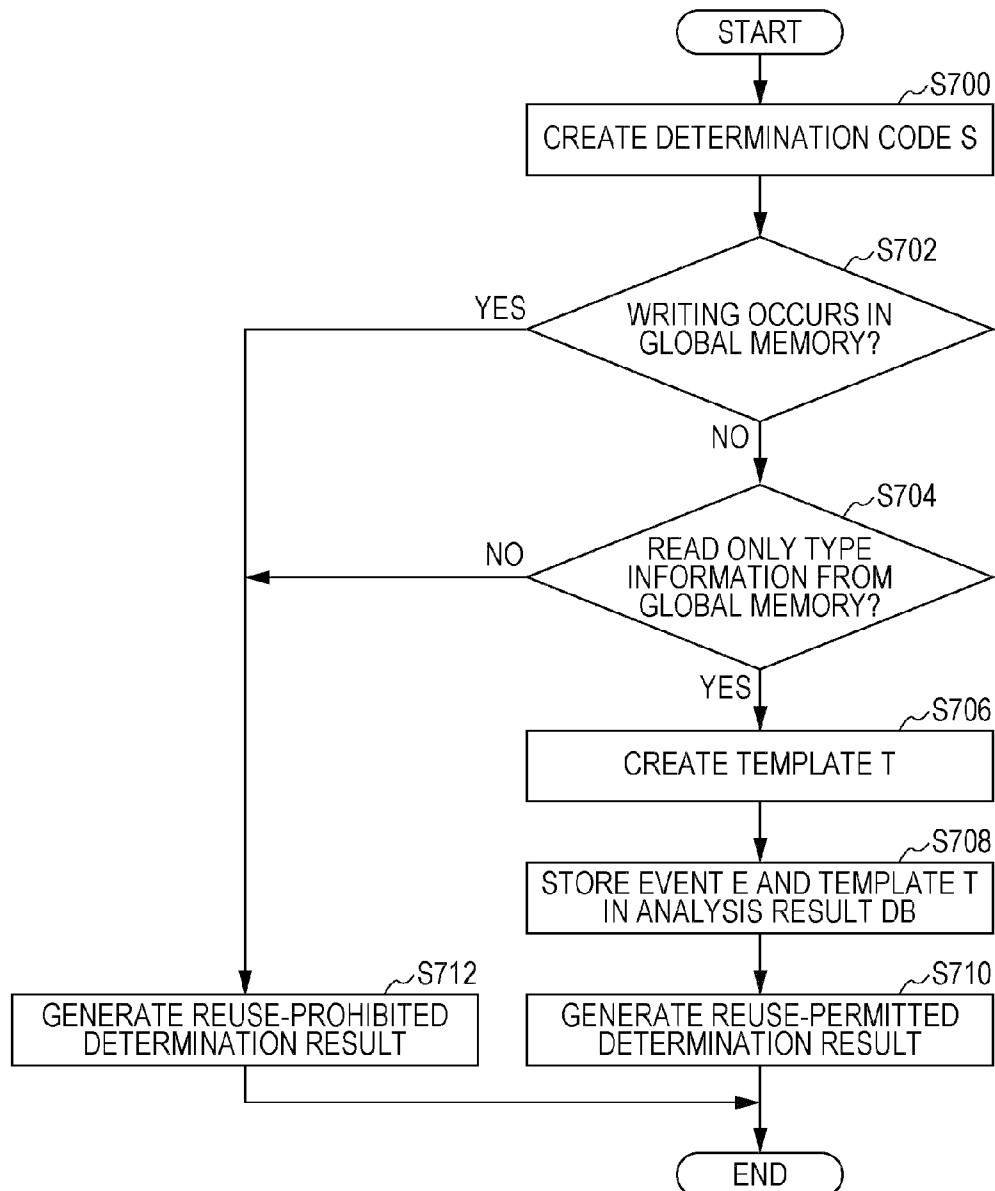 START
S700
CREATE DETERMINATION CODE S
S702
YES
WRITING OCCURS IN
GLOBAL MEMORY?
NO
S704
NO
READ ONLY TYPE
INFORMATION FROM
GLOBAL MEMORY?
YES
S706
CREATE TEMPLATE T
S708
STORE EVENT E AND TEMPLATE T
IN ANALYSIS RESULT DB
S712
GENERATE REUSE-PROHIBITED
DETERMINATION RESULT
S710
GENERATE REUSE-PERMITTED
DETERMINATION RESULT
END